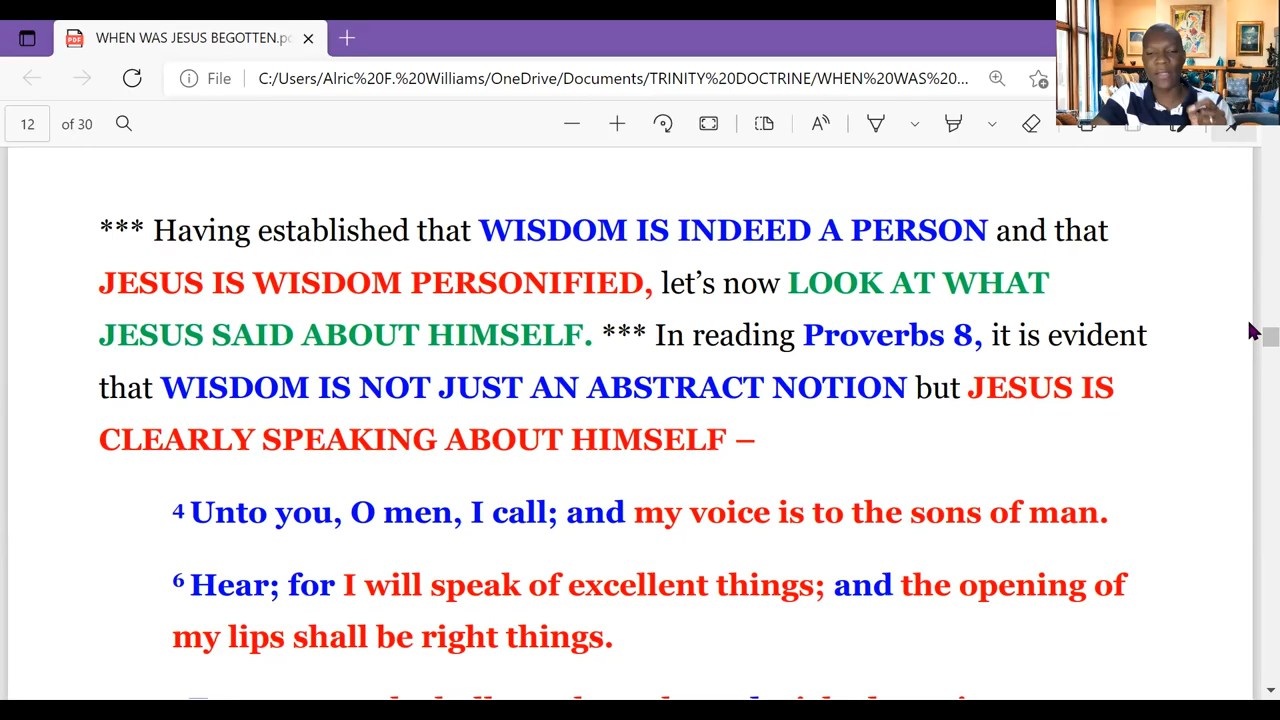 WHEN WAS JESUS BEGOTTEN.pd
File C:/Users/Alric%20F.%20Williams/OneDrive/Documents/TRINITY%20DOCTRINE/WHEN%20WAS%20...
12 of 30
*** Having established that WISDOM IS INDEED A PERSON and that
JESUS IS WISDOM PERSONIFIED, let's now LOOK AT WHAT
JESUS SAID ABOUT HIMSELF. *** In reading Proverbs 8, it is evident
that WISDOM IS NOT JUST AN ABSTRACT NOTION but JESUS IS
CLEARLY SPEAKING ABOUT HIMSELF –
4 Unto you, O men, I call; and my voice is to the sons of man.
6 Hear; for I will speak of excellent things; and the opening of
my lips shall be right things.